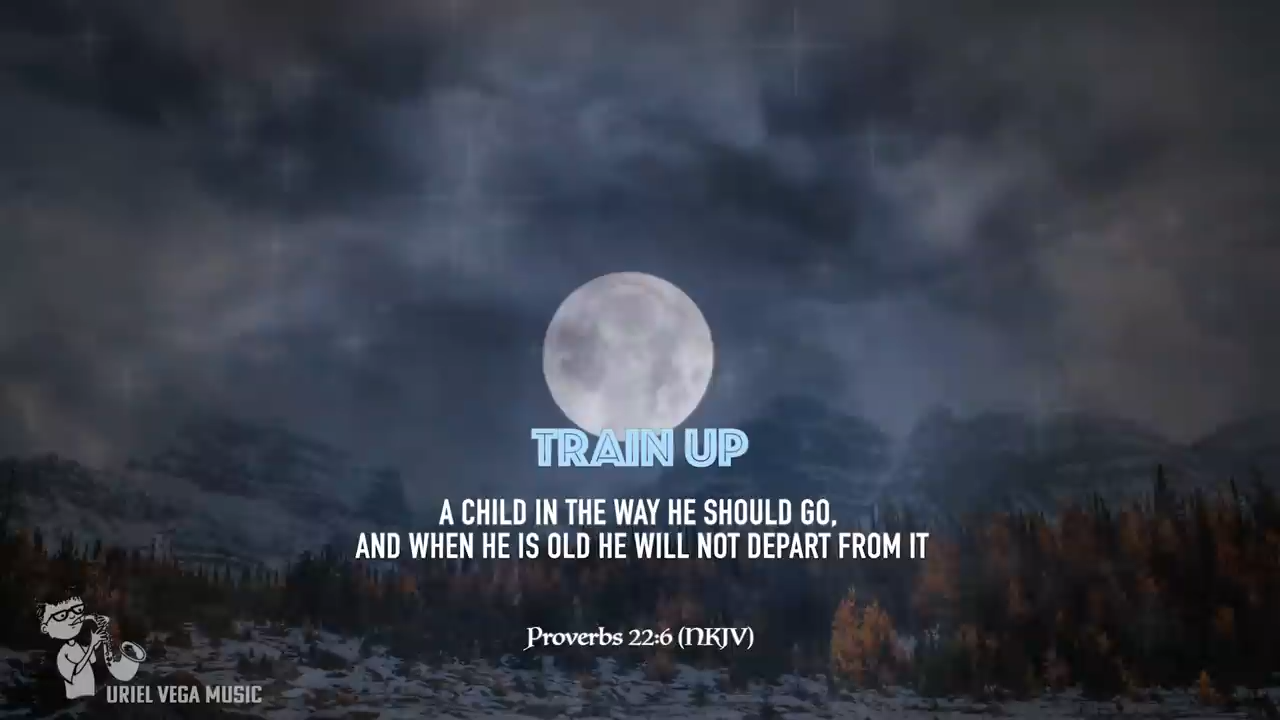 TRAIN UP
A CHILD IN THE WAY HE SHOULD GO,
AND WHEN HE IS OLD HE WILL NOT DEPART FROM IT
Proverbs 22:6 (NKJV)
URIEL VEGA MUSIC